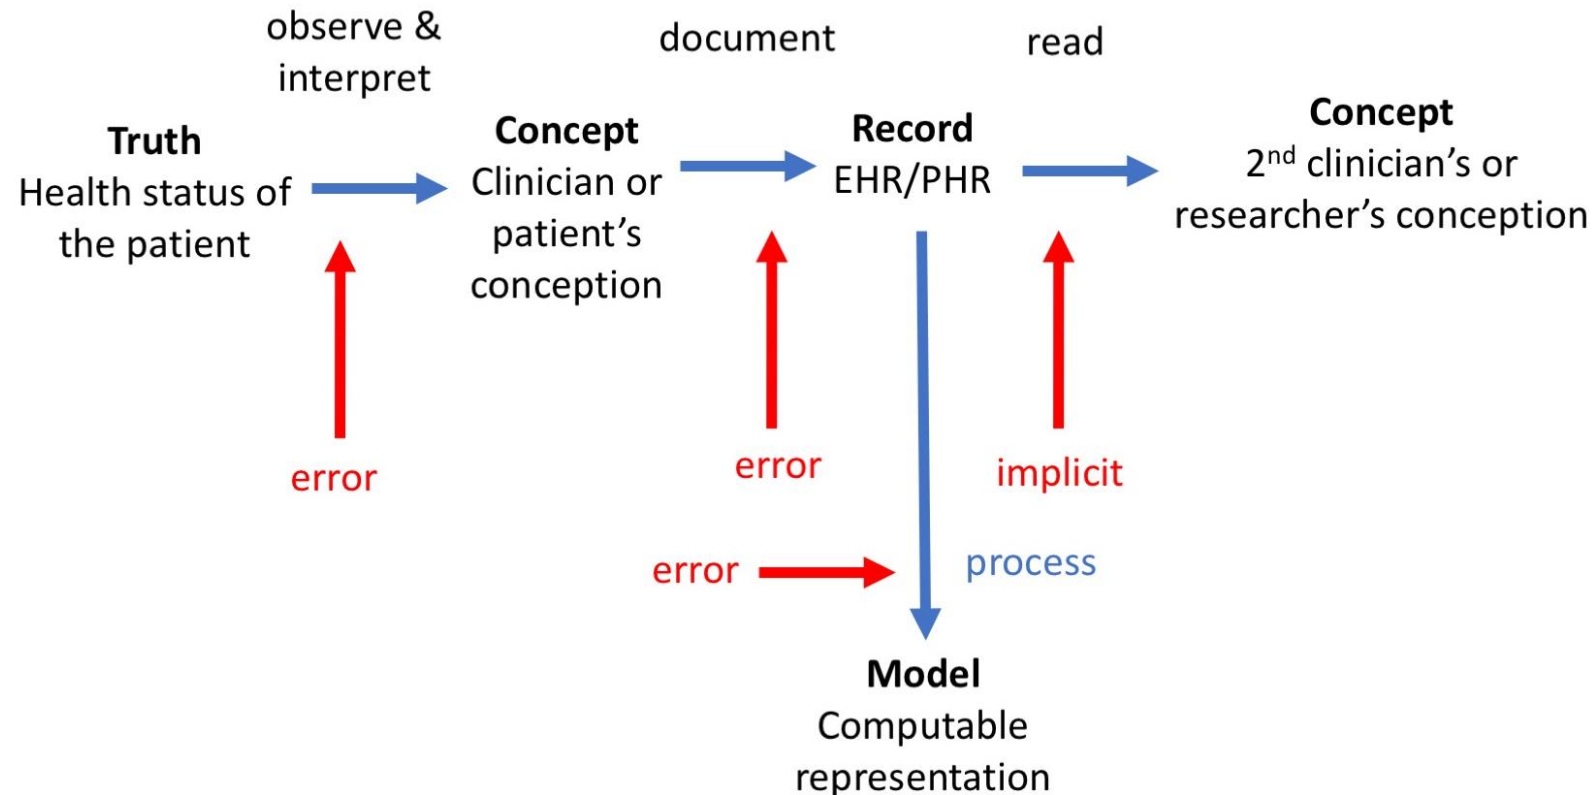 observe &
interpret
document
read
Truth
Health status of
the patient
Concept
Clinician or
patient’s
conception
Record
EHR/PHR
Concept
2nd clinician’s or
researcher’s conception
error
error
implicit
error
process
Model
Computable
representation